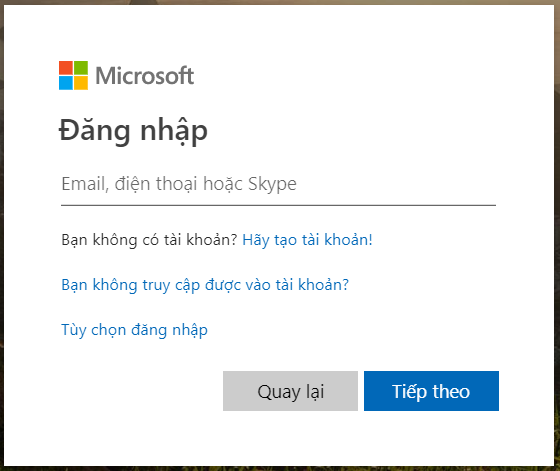 Microsoft
Đăng nhập
Email, điện thoại hoặc Skype
Bạn không có tài khoản? Hãy tạo tài khoản!
Bạn không truy cập được vào tài khoản?
Tùy chọn đăng nhập
Quay lại Tiếp theo